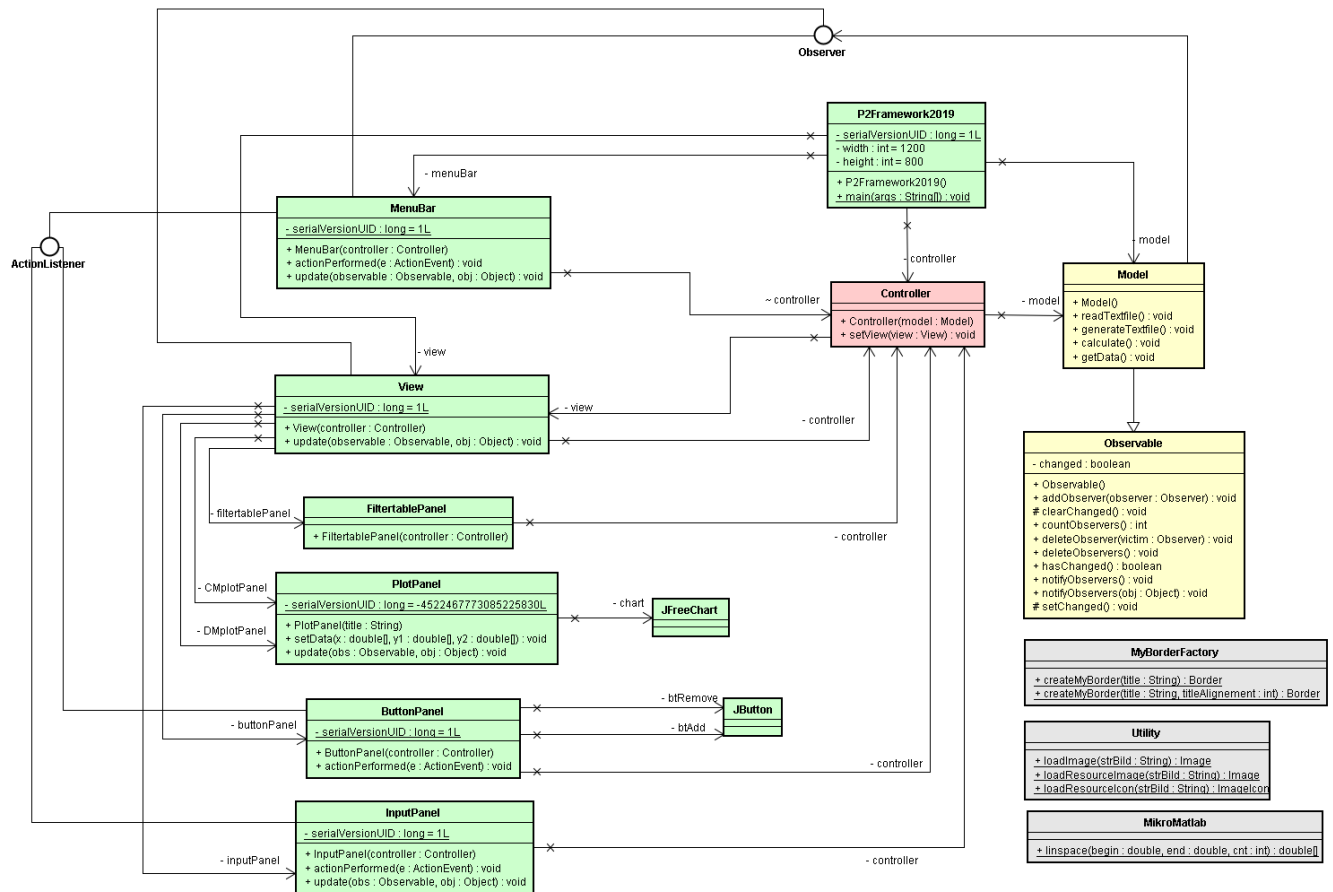 Observer
P2Framework2019
- serialVersionUID : long = 1L
- width : int = 1200
- height : int = 800
+ P2Framework2019()
+ main(args : String[]) : void
- menuBar
MenuBar
- serialVersionUID : long = 1L
+ MenuBar(controller : Controller)
+ actionPerformed(e : ActionEvent) : void
+ update(observable : Observable, obj : Object) : void
ActionListener
- model
- controller
~ controller
Controller
+ Controller(model : Model)
+ setView(view : View) : void
- model
Model
+ Model()
+ readTextfile() : void
+ generateTextfile() : void
+ calculate() : void
+ getData() : void
- view
View
- serialVersionUID : long = 1L
+ View(controller : Controller)
+ update(observable : Observable, obj : Object) : void
- view
- controller
Observable
- changed : boolean
+ Observable()
+ addObserver(observer : Observer) : void
# clearChanged() : void
+ countObservers() : int
+ deleteObserver(victim : Observer) : void
+ deleteObservers() : void
+ hasChanged() : boolean
+ notifyObservers() : void
+ notifyObservers(obj : Object) : void
# setChanged() : void
- filtertablePanel
FiltertablePanel
+ FiltertablePanel(controller : Controller)
- controller
- CMplotPanel
- DMplotPanel
PlotPanel
- serialVersionUID : long = -4522467773085225830L
+ PlotPanel(title : String)
+ setData(x : double[], y1 : double[], y2 : double[]) : void
+ update(obs : Observable, obj : Object) : void
- chart
JFreeChart
MyBorderFactory
+ createMyBorder(title : String) : Border
+ createMyBorder(title : String, titleAlignement : int) : Border
- buttonPanel
ButtonPanel
- serialVersionUID : long = 1L
+ ButtonPanel(controller : Controller)
+ actionPerformed(e : ActionEvent) : void
- btRemove
- btAdd
JButton
- controller
Utility
+ loadImage(strBild : String) : Image
+ loadResourceImage(strBild : String) : Image
+ loadResourceIcon(strBild : String) : ImageIcon
- inputPanel
InputPanel
- serialVersionUID : long = 1L
+ InputPanel(controller : Controller)
+ actionPerformed(e : ActionEvent) : void
+ update(obs : Observable, obj : Object) : void
- controller
MikroMatlab
+ linspace(begin : double, end : double, cnt : int) : double[]